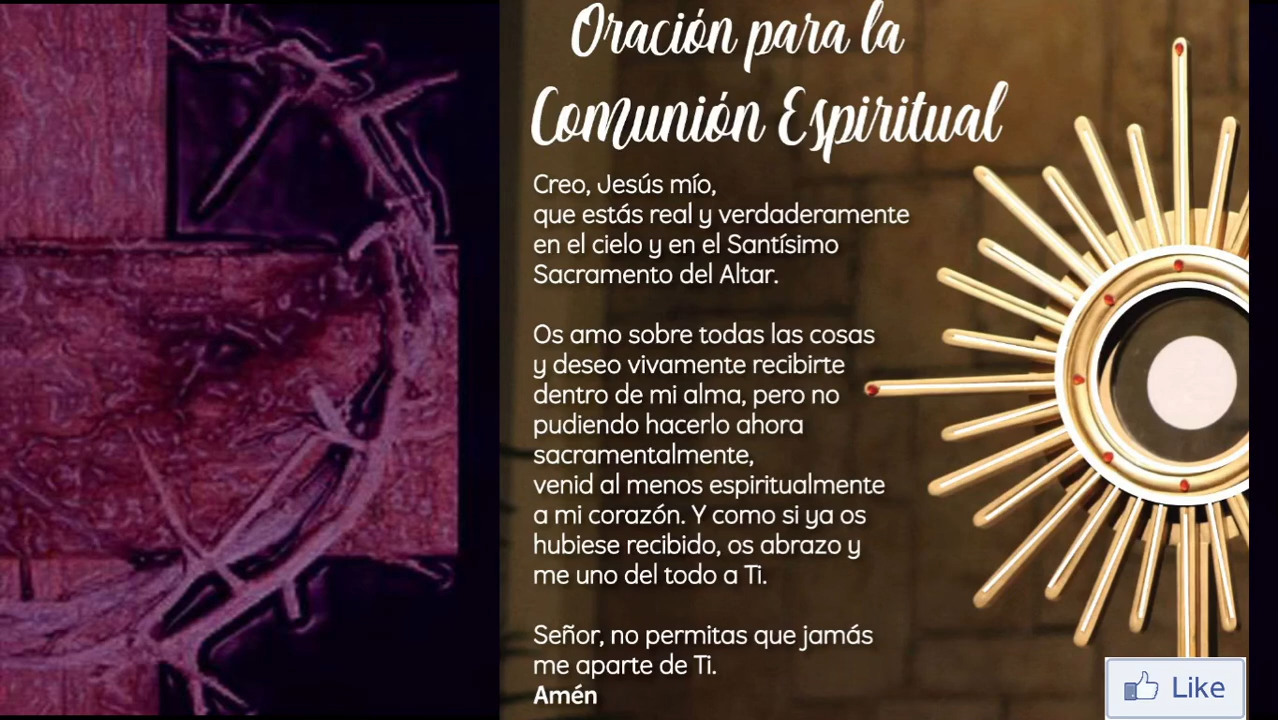 Oración para la
Comunión Espiritual
Creo, Jesús mío,
que estás real y verdaderamente
en el cielo y en el Santísimo
Sacramento del Altar.
Os amo sobre todas las cosas
y deseo vivamente recibirte
dentro de mi alma, pero no
pudiendo hacerlo ahora
sacramentalmente,
venid al menos espiritualmente
a mi corazón. Y como si ya os
hubiese recibido, os abrazo y
me uno del todo a Ti.
Señor, no permitas que jamás
me aparte de Ti.
Amén
Like